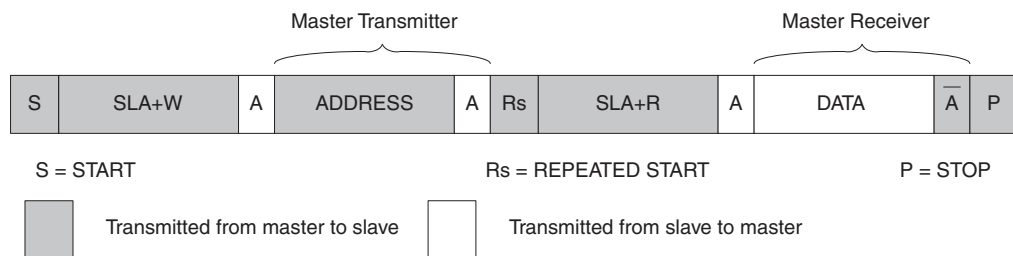 Master Transmitter Master Receiver
S SLA+W A ADDRESS A Rs SLA+R A DATA A̅ P
S = START Rs = REPEATED START P = STOP
Transmitted from master to slave Transmitted from slave to master